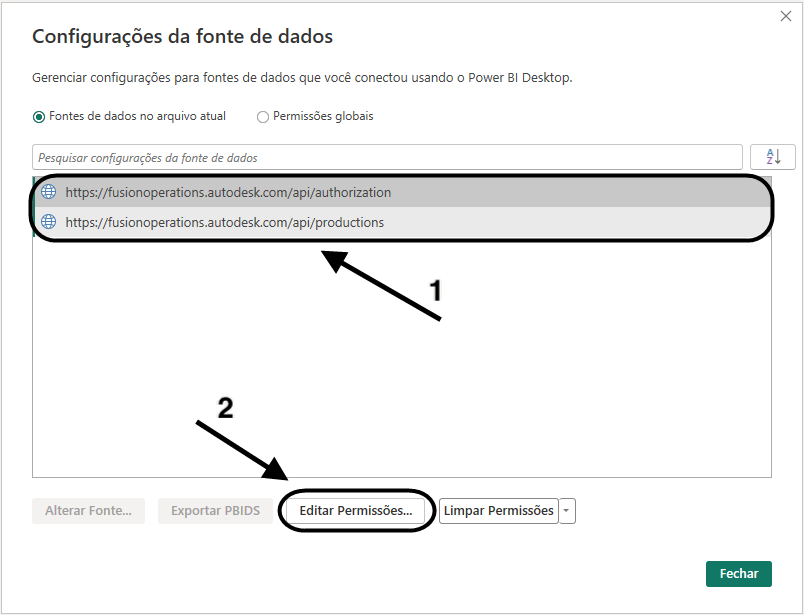 Configurações da fonte de dados
Gerenciar configurações para fontes de dados que você conectou usando o Power BI Desktop.
Fontes de dados no arquivo atual Permissões globais
Pesquisar configurações da fonte de dados
A
Z
https://fusionoperations.autodesk.com/api/authorization
https://fusionoperations.autodesk.com/api/productions
1
2
Alterar Fonte... Exportar PBIDS Editar Permissões... Limpar Permissões
Fechar